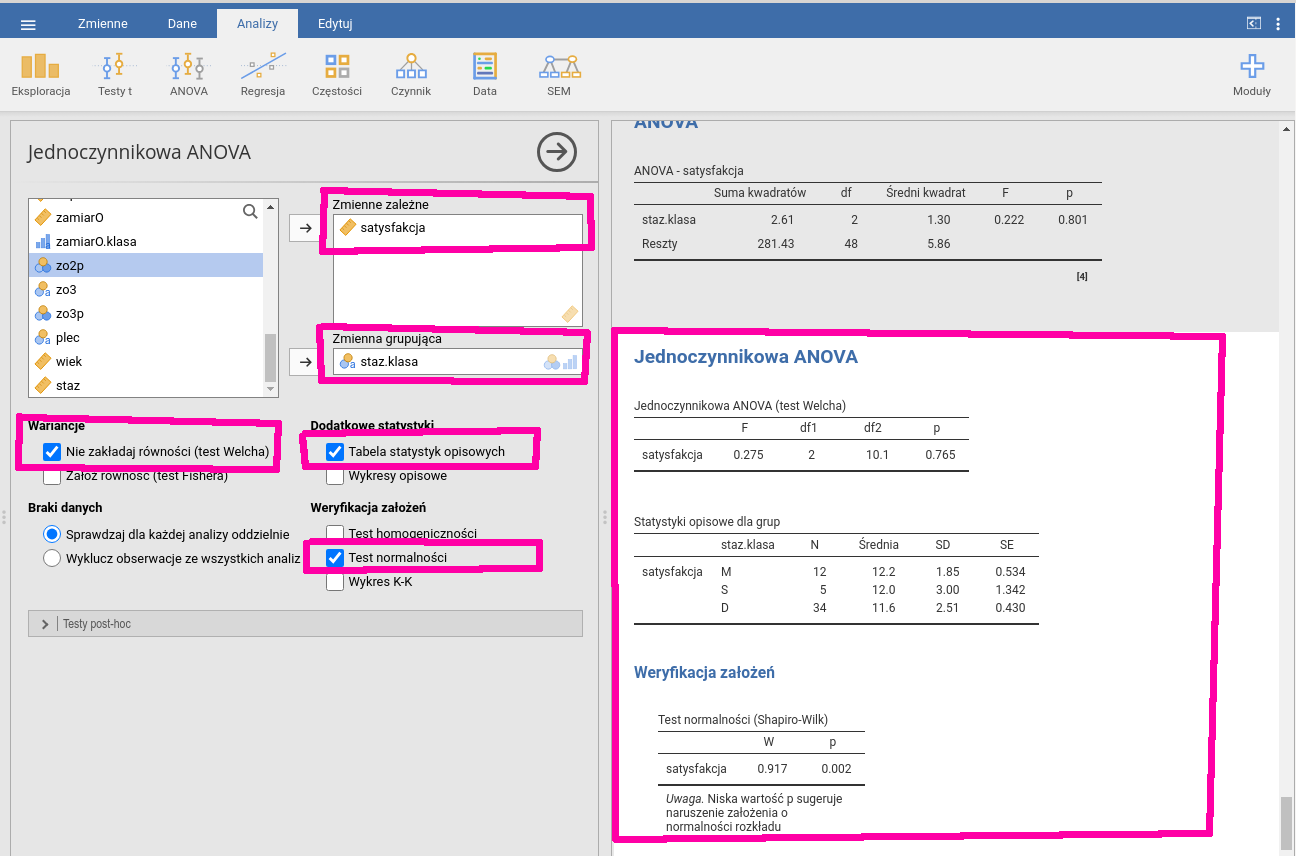 Zmienne Dane Analizy Edytuj
Eksploracja Testy t ANOVA Regresja Częstości Czynnik Data SEM Moduły
Jednoczynnikowa ANOVA
zamiarO
zamiarO.klasa
zo2p
zo3
zo3p
plec
wiek
staz
Zmienne zależne
satysfakcja
Zmienna grupująca
staz.klasa
Wariancje
Nie zakładaj równości (test Welcha)
Załóż równość (test Fishera)
Dodatkowe statystyki
Tabela statystyk opisowych
Wykresy opisowe
Braki danych
Sprawdzaj dla każdej analizy oddzielnie
Wyklucz obserwacje ze wszystkich analiz
Weryfikacja założeń
Test homogeniczności
Test normalności
Wykres K-K
Testy post-hoc
ANOVA
ANOVA - satysfakcja
Suma kwadratów df Średni kwadrat F p
staz.klasa 2.61 2 1.30 0.222 0.801
Reszty 281.43 48 5.86
[4]
Jednoczynnikowa ANOVA
Jednoczynnikowa ANOVA (test Welcha)
F df1 df2 p
satysfakcja 0.275 2 10.1 0.765
Statystyki opisowe dla grup
staz.klasa N Średnia SD SE
satysfakcja M 12 12.2 1.85 0.534
S 5 12.0 3.00 1.342
D 34 11.6 2.51 0.430
Weryfikacja założeń
Test normalności (Shapiro-Wilk)
W p
satysfakcja 0.917 0.002
Uwaga. Niska wartość p sugeruje
naruszenie założenia o
normalności rozkładu